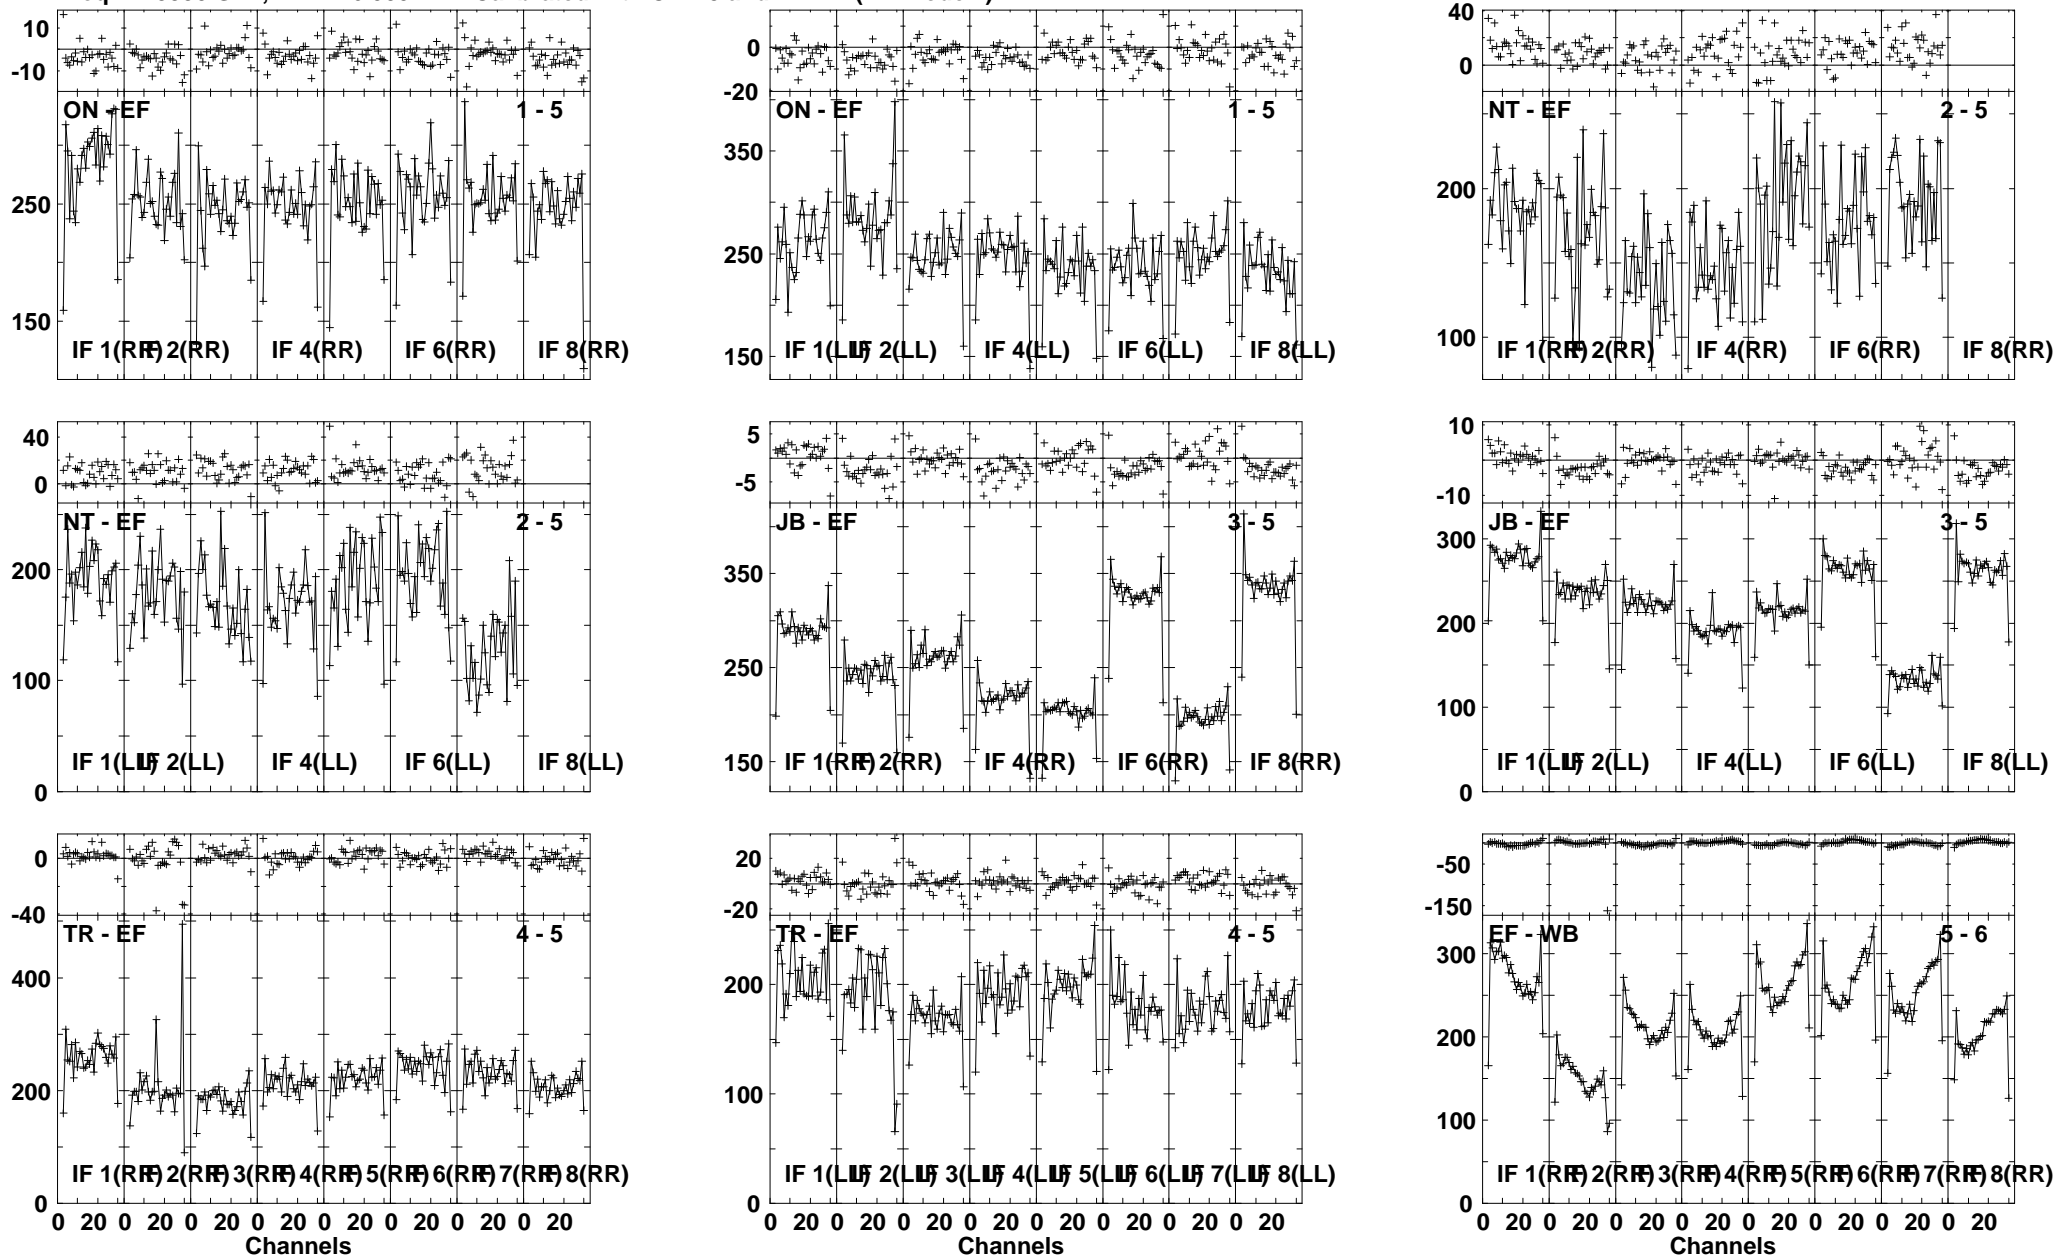 10
-10
ON - EF 1 - 5
250
150
IF 1(RR) IF 2(RR) IF 4(RR) IF 6(RR) IF 8(RR)
0
-20
ON - EF 1 - 5
350
250
150
IF 1(LL) IF 2(LL) IF 4(LL) IF 6(LL) IF 8(LL)
40
0
NT - EF 2 - 5
200
100
IF 1(RR) IF 2(RR) IF 4(RR) IF 6(RR) IF 8(RR)
40
0
NT - EF 2 - 5
200
100
0
IF 1(LL) IF 2(LL) IF 4(LL) IF 6(LL) IF 8(LL)
5
-5
JB - EF 3 - 5
350
250
150
IF 1(RR) IF 2(RR) IF 4(RR) IF 6(RR) IF 8(RR)
10
-10
JB - EF 3 - 5
300
200
100
0
IF 1(LL) IF 2(LL) IF 4(LL) IF 6(LL) IF 8(LL)
0
-40
TR - EF 4 - 5
400
200
0
IF 1(RR) IF 2(RR) IF 3(RR) IF 4(RR) IF 5(RR) IF 6(RR) IF 7(RR) IF 8(RR)
0 20 0 20 0 20 0 20 0 20 0 20 0 20 0 20
Channels
20
-20
TR - EF 4 - 5
200
100
0
IF 1(LL) IF 2(LL) IF 3(LL) IF 4(LL) IF 5(LL) IF 6(LL) IF 7(LL) IF 8(LL)
0 20 0 20 0 20 0 20 0 20 0 20 0 20 0 20
Channels
-50
-150
EF - WB 5 - 6
300
200
100
0
IF 1(RR) IF 2(RR) IF 3(RR) IF 4(RR) IF 5(RR) IF 6(RR) IF 7(RR) IF 8(RR)
0 20 0 20 0 20 0 20 0 20 0 20 0 20 0 20
Channels